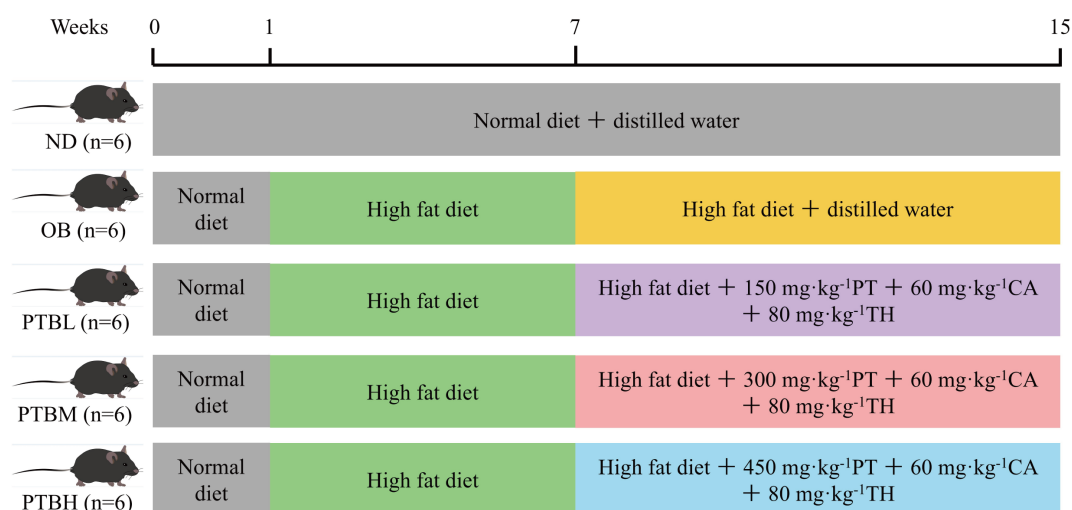 Weeks 0 1 7 15
ND (n=6)
Normal diet + distilled water
OB (n=6)
Normal
diet
High fat diet
High fat diet + distilled water
PTBL (n=6)
Normal
diet
High fat diet
High fat diet + 150 mg·kg⁻¹PT + 60 mg·kg⁻¹CA
+ 80 mg·kg⁻¹TH
PTBM (n=6)
Normal
diet
High fat diet
High fat diet + 300 mg·kg⁻¹PT + 60 mg·kg⁻¹CA
+ 80 mg·kg⁻¹TH
PTBH (n=6)
Normal
diet
High fat diet
High fat diet + 450 mg·kg⁻¹PT + 60 mg·kg⁻¹CA
+ 80 mg·kg⁻¹TH